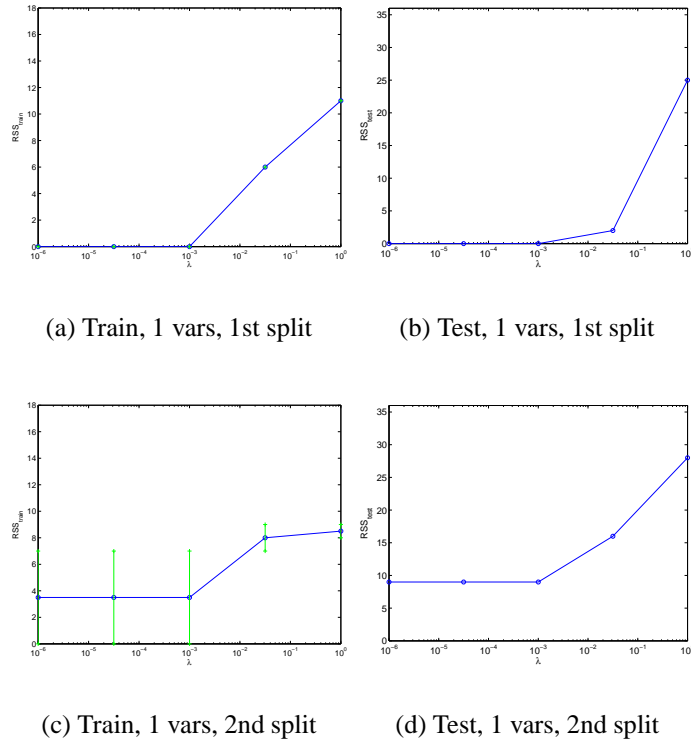 18
16
14
12
10
8
6
4
2
0
RSS_train
10^-6 10^-5 10^-4 10^-3 10^-2 10^-1 10^0
λ
35
30
25
20
15
10
5
0
RSS_test
10^-6 10^-5 10^-4 10^-3 10^-2 10^-1 10
λ
(a) Train, 1 vars, 1st split
(b) Test, 1 vars, 1st split
18
16
14
12
10
8
6
4
2
0
RSS_train
10^-6 10^-5 10^-4 10^-3 10^-2 10^-1 10^0
λ
35
30
25
20
15
10
5
0
RSS_test
10^-6 10^-5 10^-4 10^-3 10^-2 10^-1 10
λ
(c) Train, 1 vars, 2nd split
(d) Test, 1 vars, 2nd split